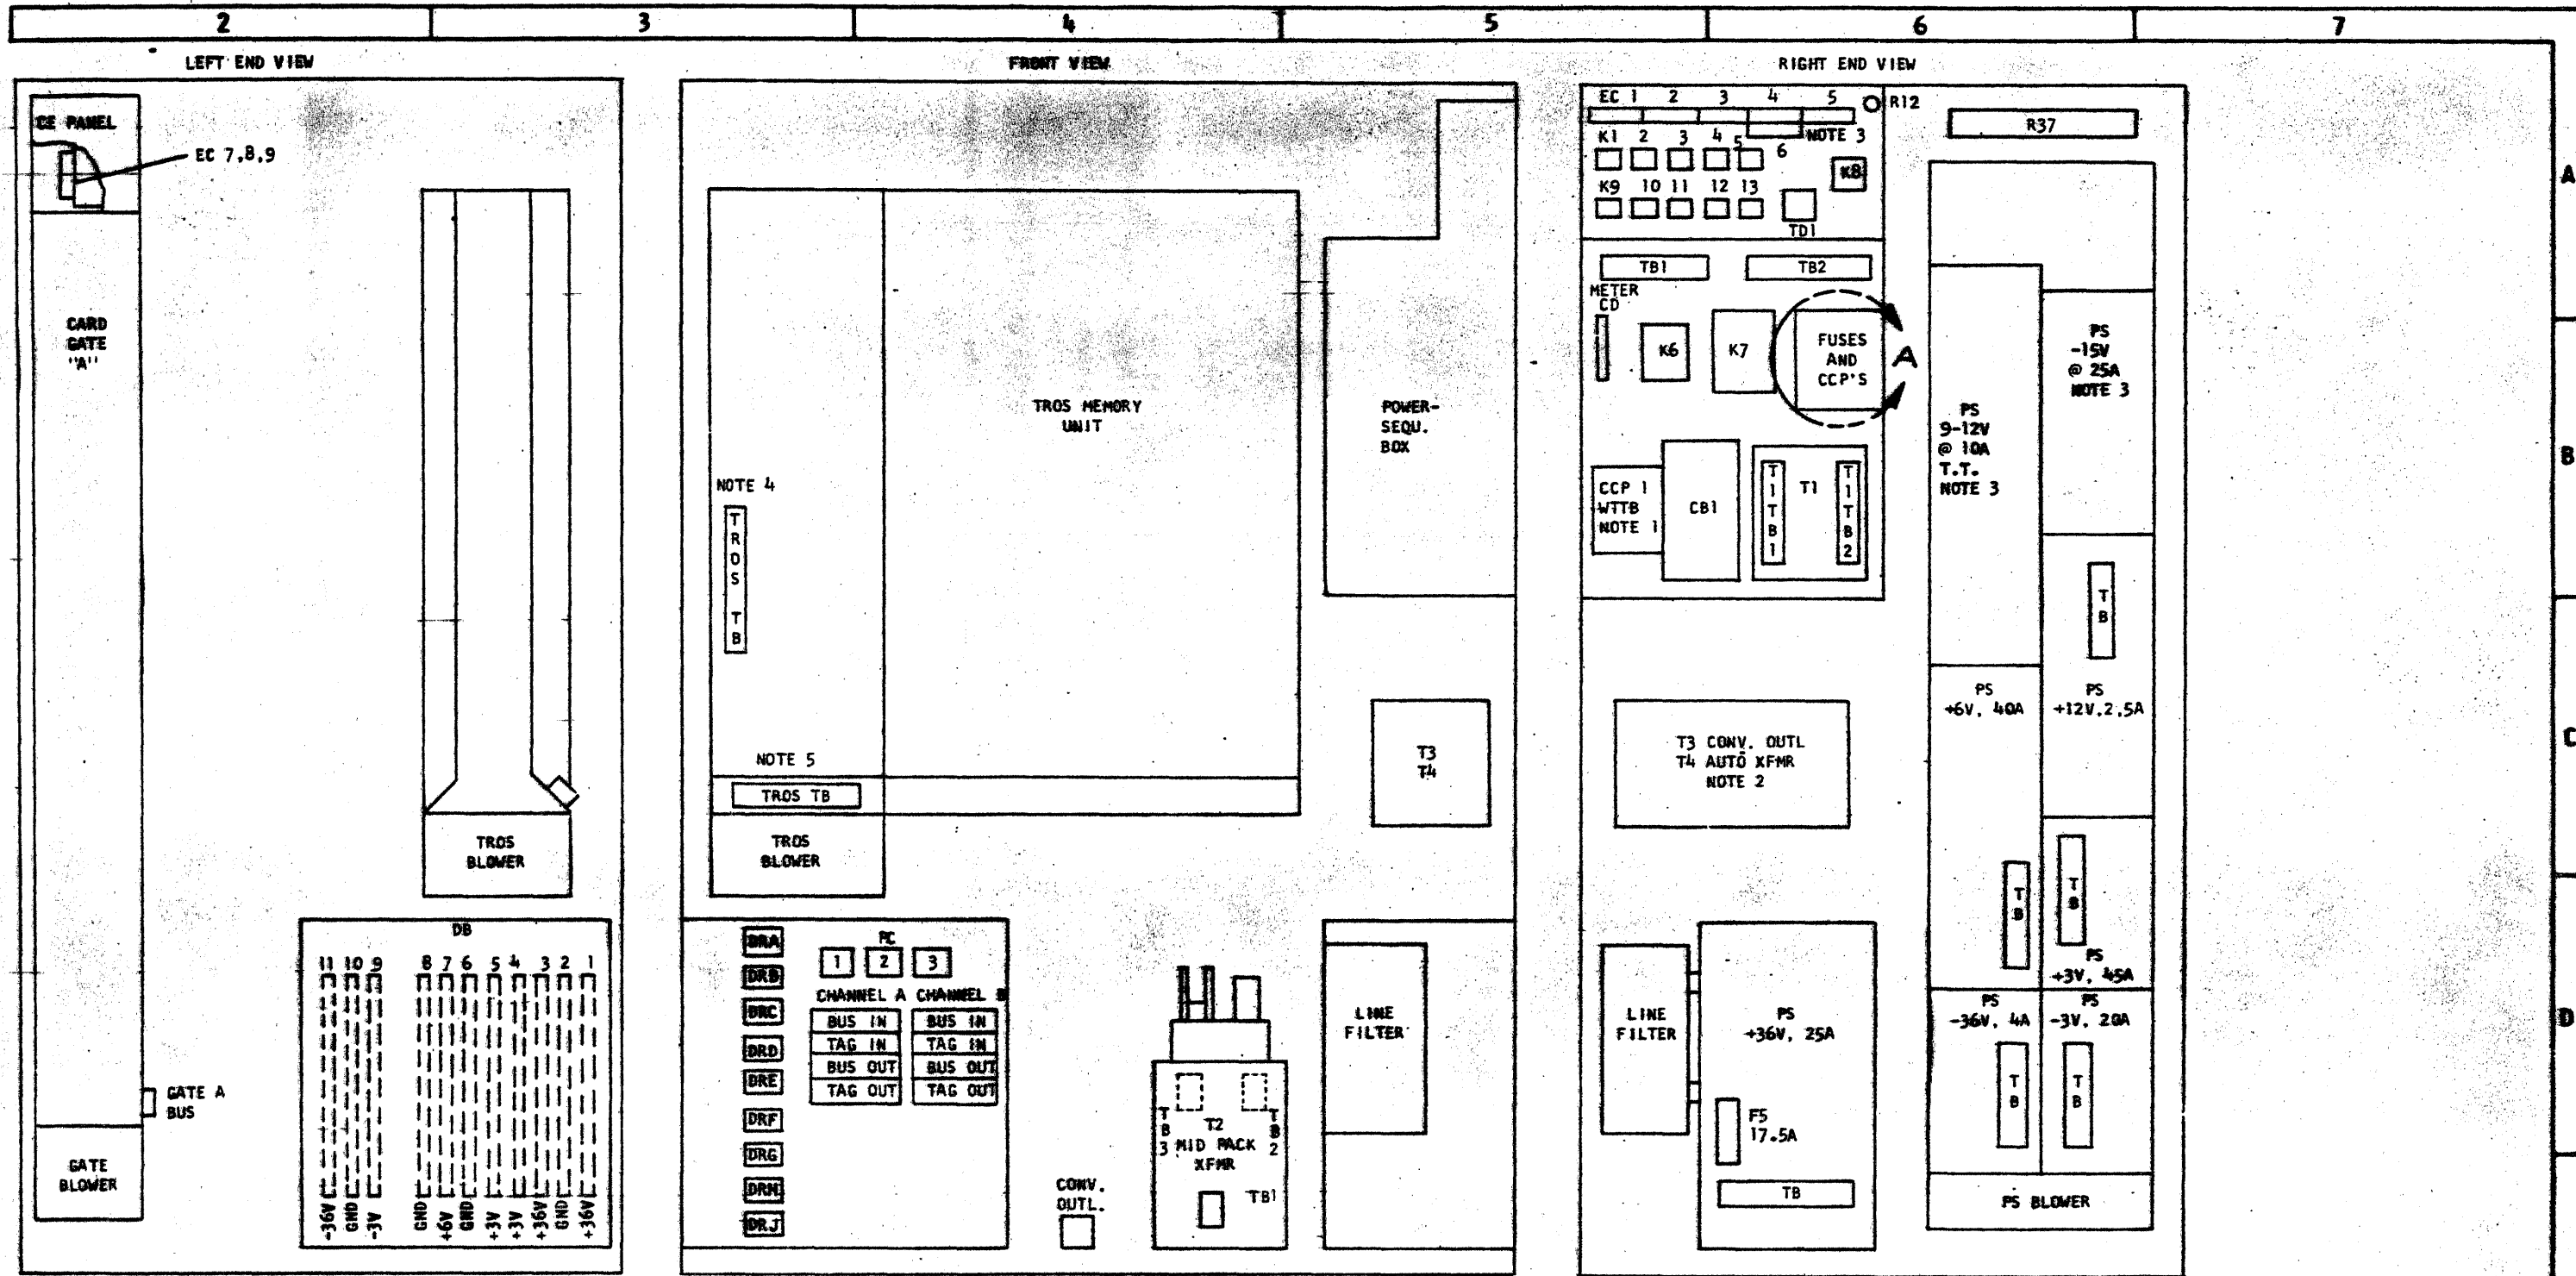 2 3 4 5 6 7
LEFT END VIEW
FRONT VIEW
RIGHT END VIEW
A
B
C
D
CE PANEL
EC 7,8,9
CARD
GATE
"A"
TROS
BLOWER
GATE A
BUS
GATE
BLOWER
DB
11 10 9 8 7 6 5 4 3 2 1
-36V GND -3V GND +6V GND +3V +3V +36V GND +36V
TROS MEMORY
UNIT
POWER-
SEQU.
BOX
NOTE 4
TROS TB
NOTE 5
TROS TB
TROS
BLOWER
T3
T4
DRA
DRB
DRC
DRD
DRE
DRF
DRG
DRH
DRJ
PC
1 2 3
CHANNEL A CHANNEL B
BUS IN BUS IN
TAG IN TAG IN
BUS OUT BUS OUT
TAG OUT TAG OUT
CONV.
OUTL.
TB3
TB2
T2
MID PACK
XFMR
TB1
LINE
FILTER
EC 1 2 3 4 5
R12
K1 2 3 4 5 6 NOTE 3
K8
K9 10 11 12 13
TD1
TB1 TB2
METER
CD
K6 K7
FUSES
AND
CCP'S
A
CCP 1
WTTB
NOTE 1
CB1
T1TB1
T1
T1TB2
T3 CONV. OUTL
T4 AUTO XFMR
NOTE 2
LINE
FILTER
PS
+36V, 25A
F5
17.5A
TB
R37
PS
-15V
@ 25A
NOTE 3
PS
9-12V
@ 10A
T.T.
NOTE 3
TB
PS
+6V, 40A
PS
+12V,2.5A
TB
TB
PS
+3V, 45A
PS
-36V, 4A
PS
-3V, 20A
TB
TB
PS BLOWER